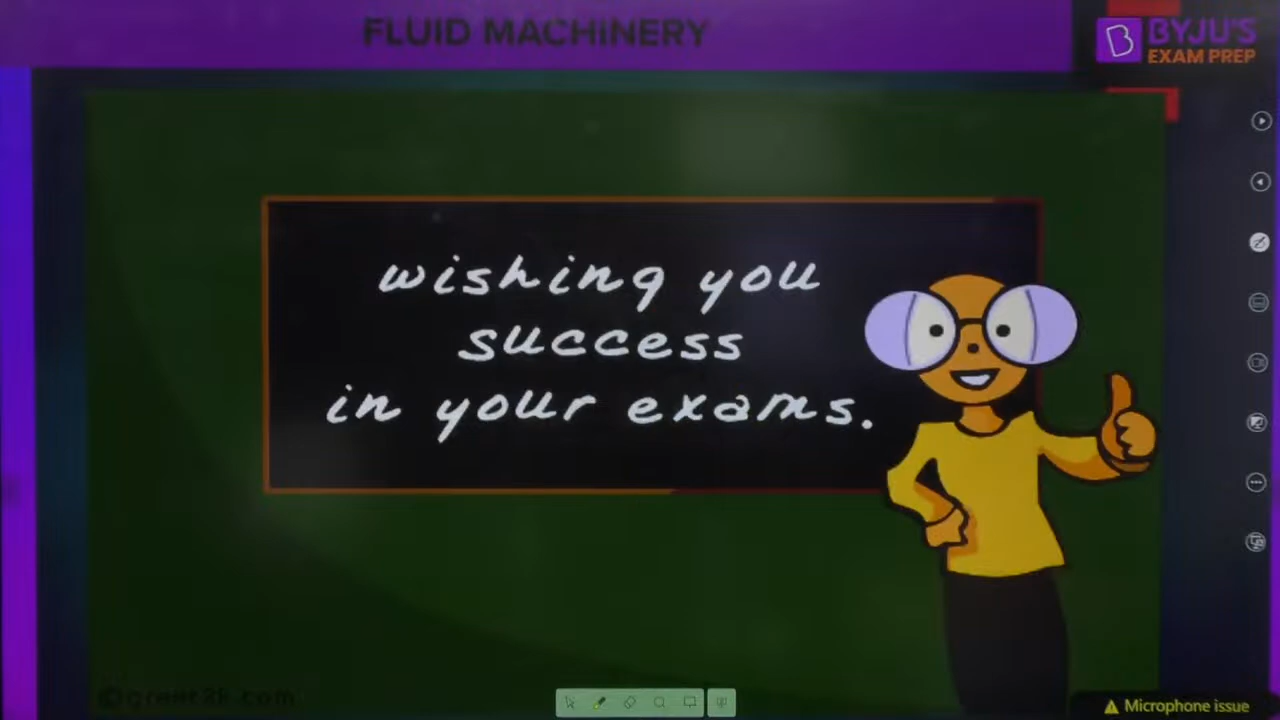 FLUID MACHINERY
BYJU'S
EXAM PREP
wishing you
success
in your exams.
Microphone issue